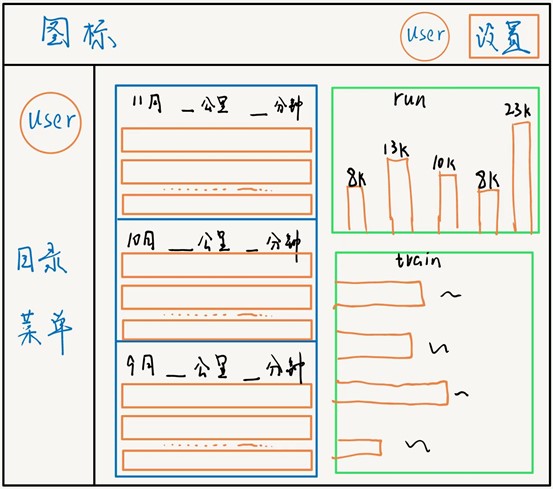 图标
User
设置
User
目录
菜单
11月 __公里 __分钟
10月 __公里 __分钟
9月 __公里 __分钟
run
8k
13k
10k
8k
23k
train